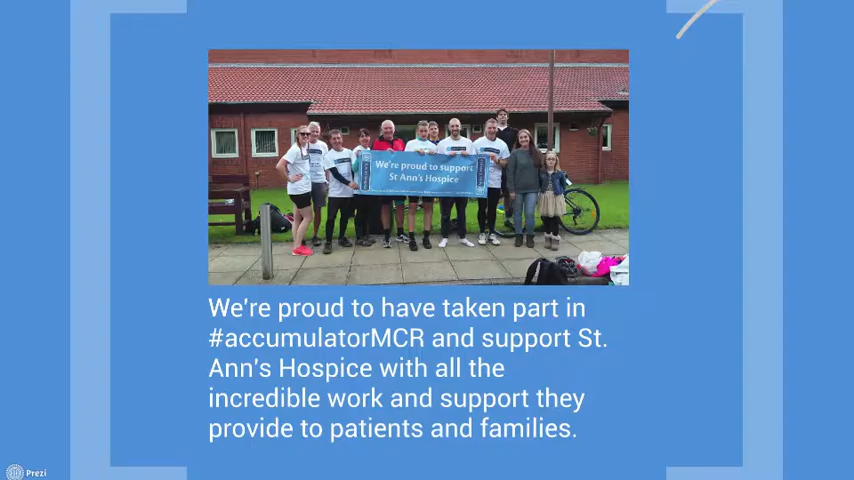 We're proud to support
St Ann's Hospice
We're proud to have taken part in
#accumulatorMCR and support St.
Ann's Hospice with all the
incredible work and support they
provide to patients and families.
Prezi